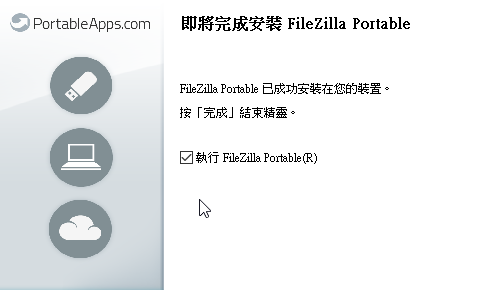 PortableApps.com
即將完成安裝 FileZilla Portable
FileZilla Portable 已成功安裝在您的裝置。
按「完成」結束精靈。
執行 FileZilla Portable(R)